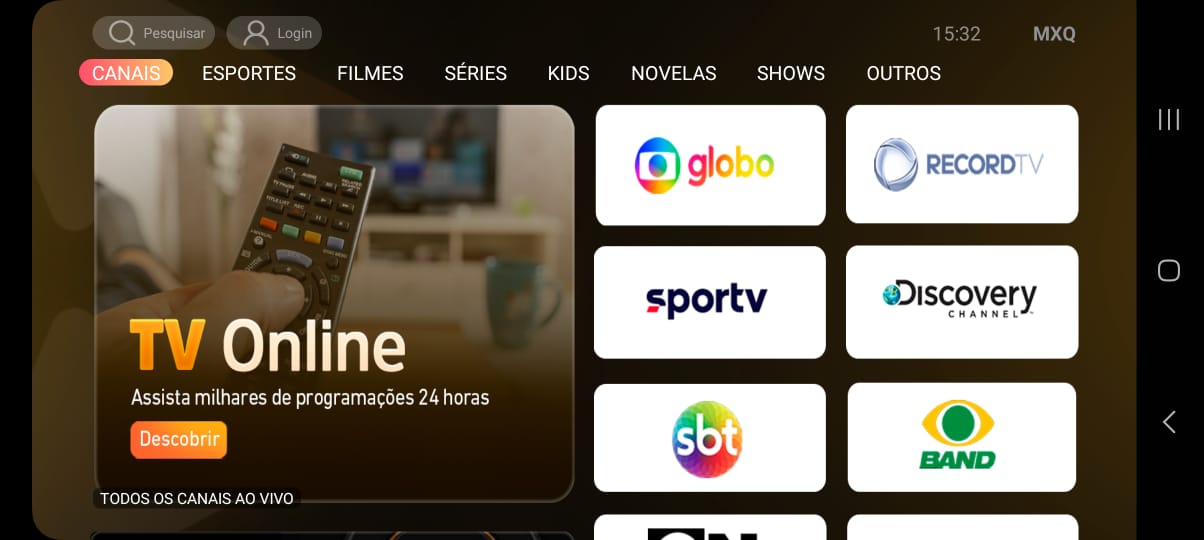 Pesquisar
Login
15:32
MXQ
CANAIS
ESPORTES
FILMES
SÉRIES
KIDS
NOVELAS
SHOWS
OUTROS
globo
RECORDTV
sportv
DISCOVERY
CHANNEL
TV Online
Assista milhares de programações 24 horas
Descobrir
TODOS OS CANAIS AO VIVO
sbt
BAND